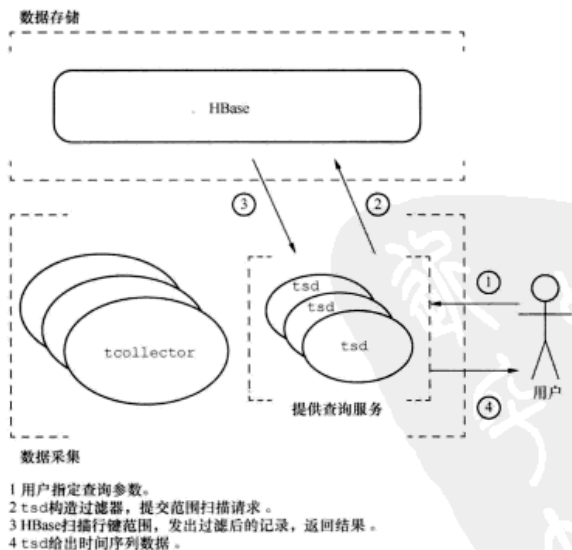 数据存储
HBase
③
②
①
tsd
tsd
tsd
tcollector
用户
提供查询服务
④
数据采集
1 用户指定查询参数。
2 tsd构造过滤器，提交范围扫描请求。
3 HBase扫描行键范围，发出过滤后的记录，返回结果。
4 tsd给出时间序列数据。